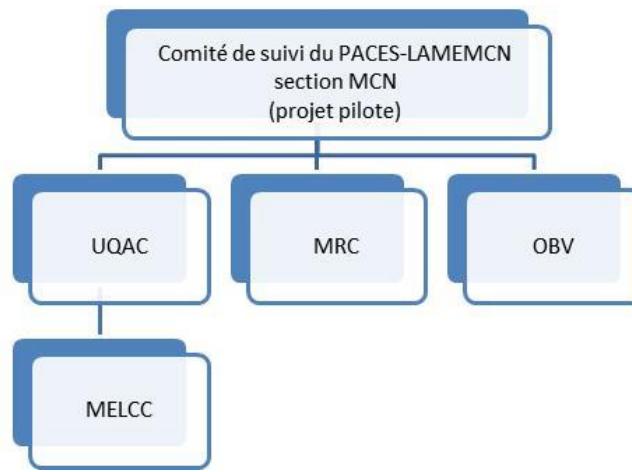 Comité de suivi du PACES-LAMEMCN
section MCN
(projet pilote)
UQAC
MRC
OBV
MELCC